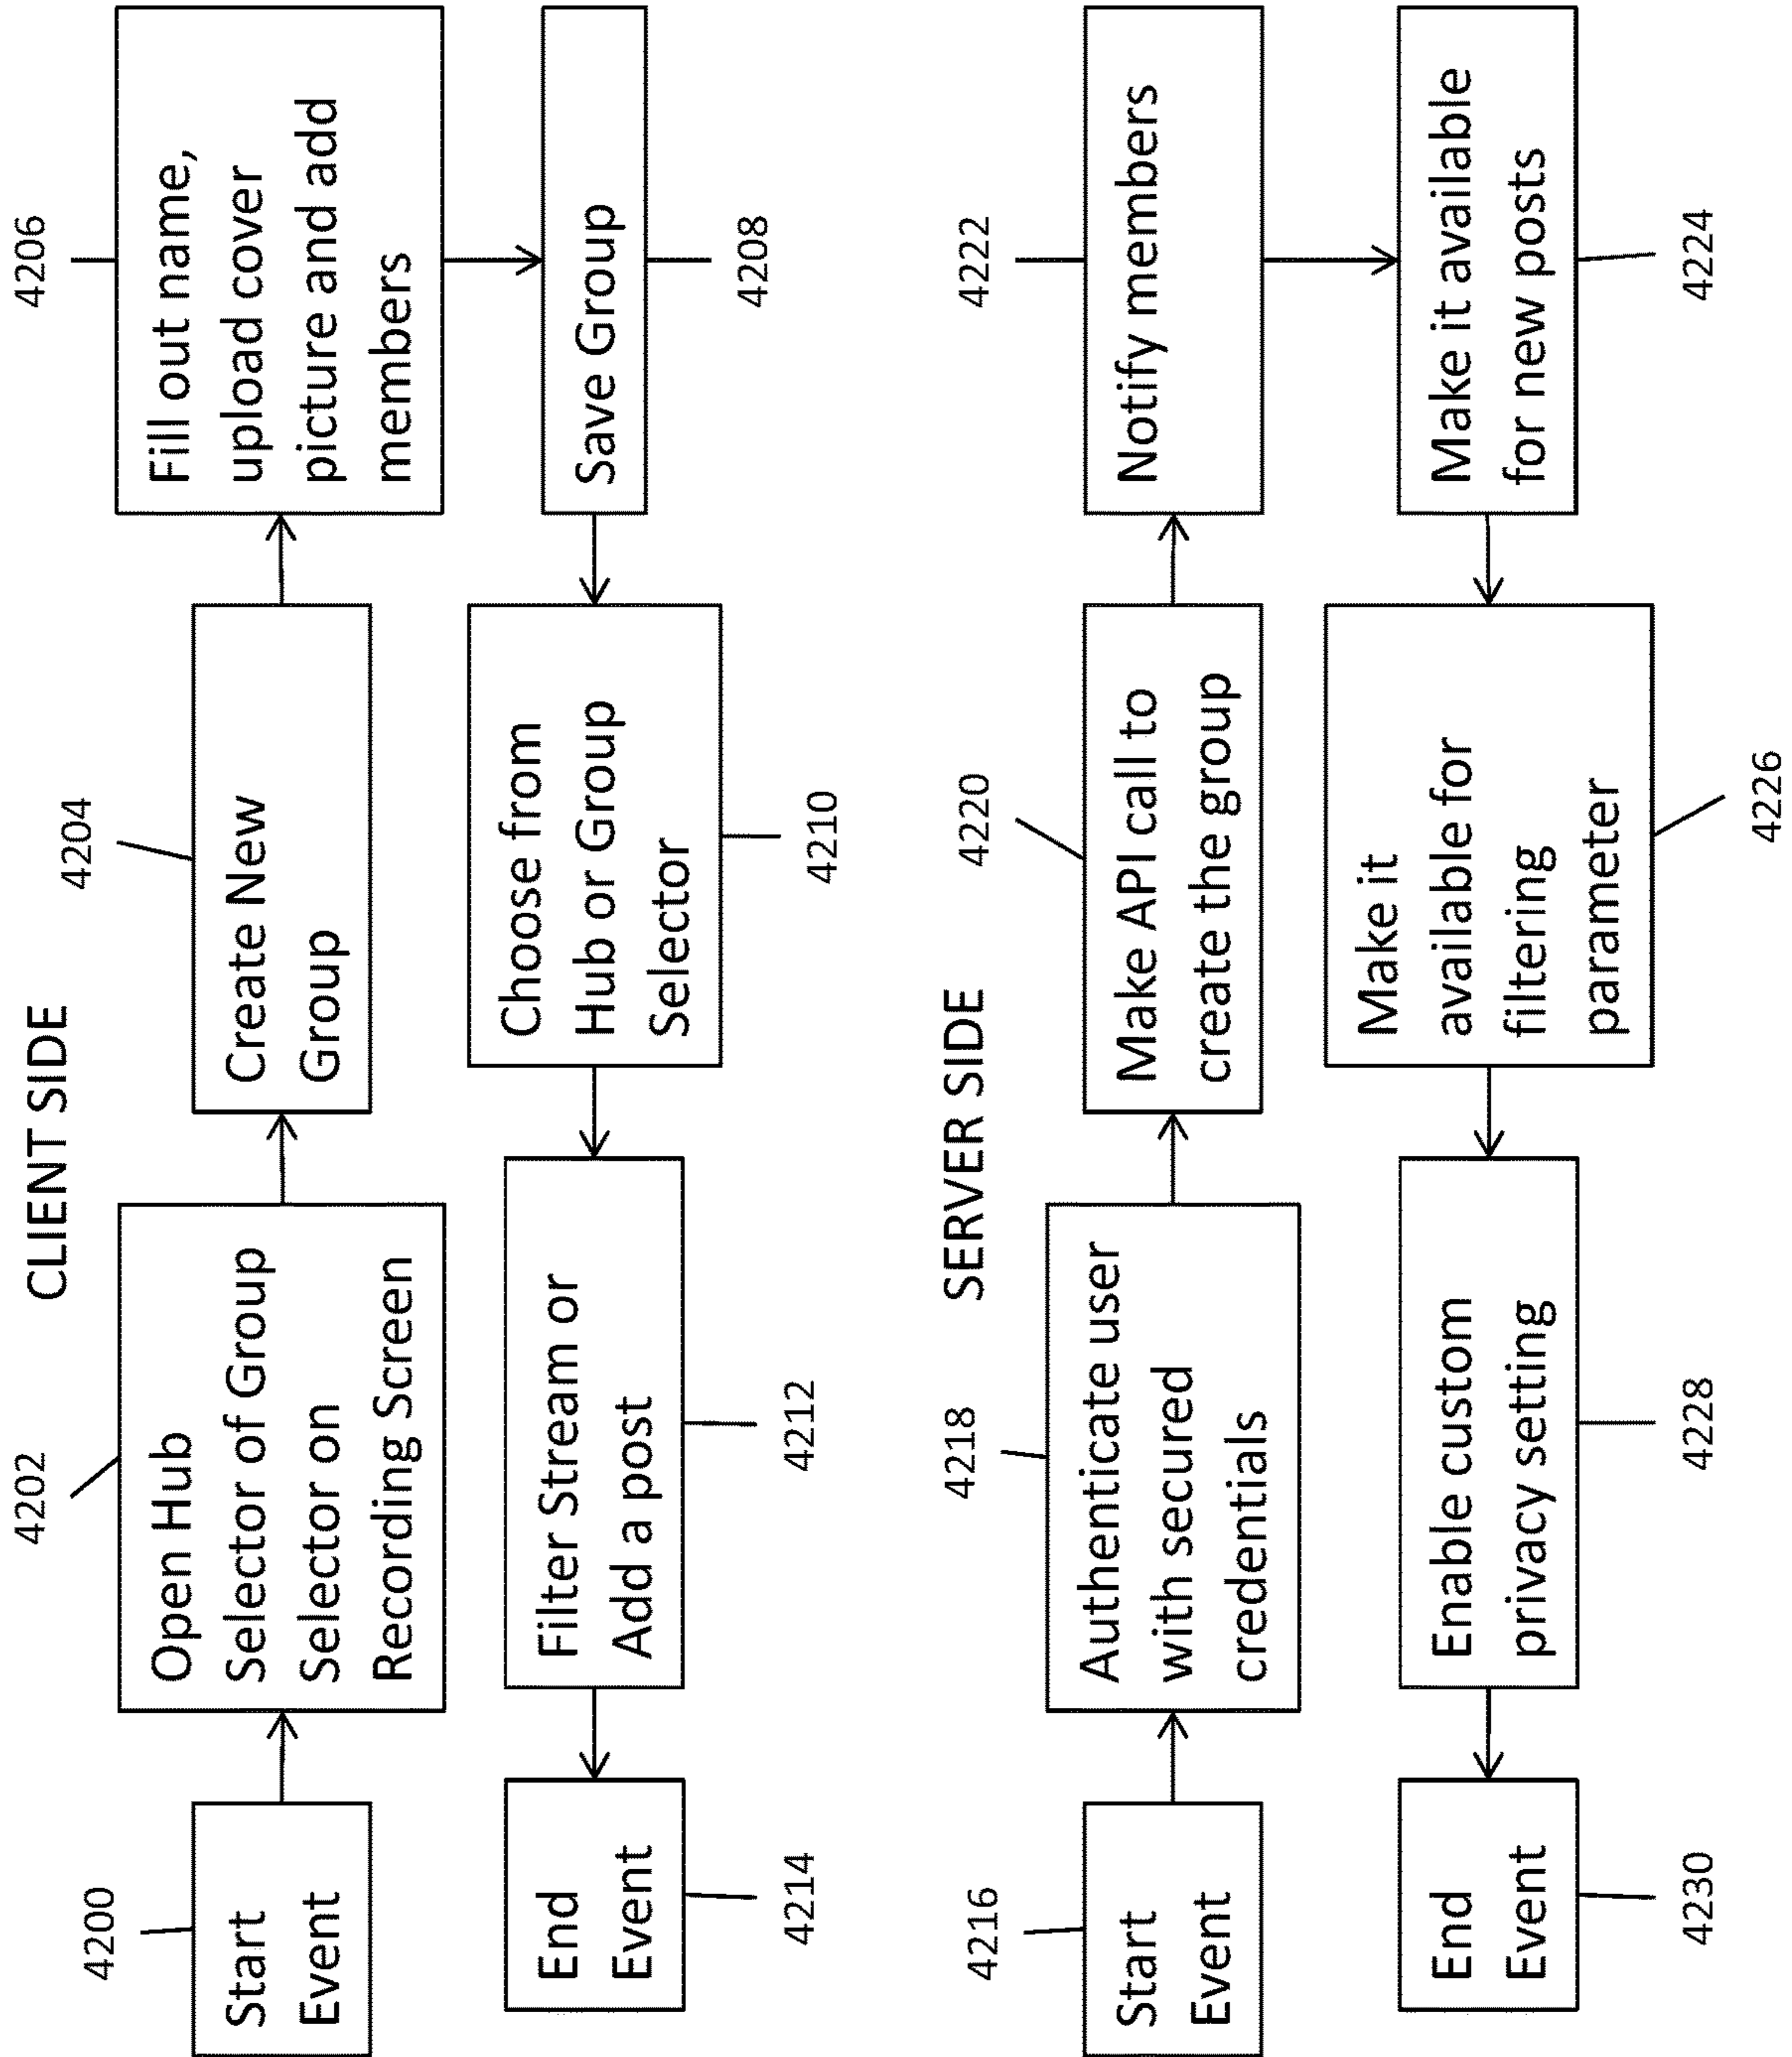 CLIENT SIDE
4200
Start
Event
4202
Open Hub
Selector of Group
Selector on
Recording Screen
4204
Create New
Group
4206
Fill out name,
upload cover
picture and add
members
Save Group
4208
Choose from
Hub or Group
Selector
4210
Filter Stream or
Add a post
4212
End
Event
4214
SERVER SIDE
4216
Start
Event
4218
Authenticate user
with secured
credentials
4220
Make API call to
create the group
4222
Notify members
Make it available
for new posts
4224
Make it
available for
filtering
parameter
4226
Enable custom
privacy setting
4228
End
Event
4230